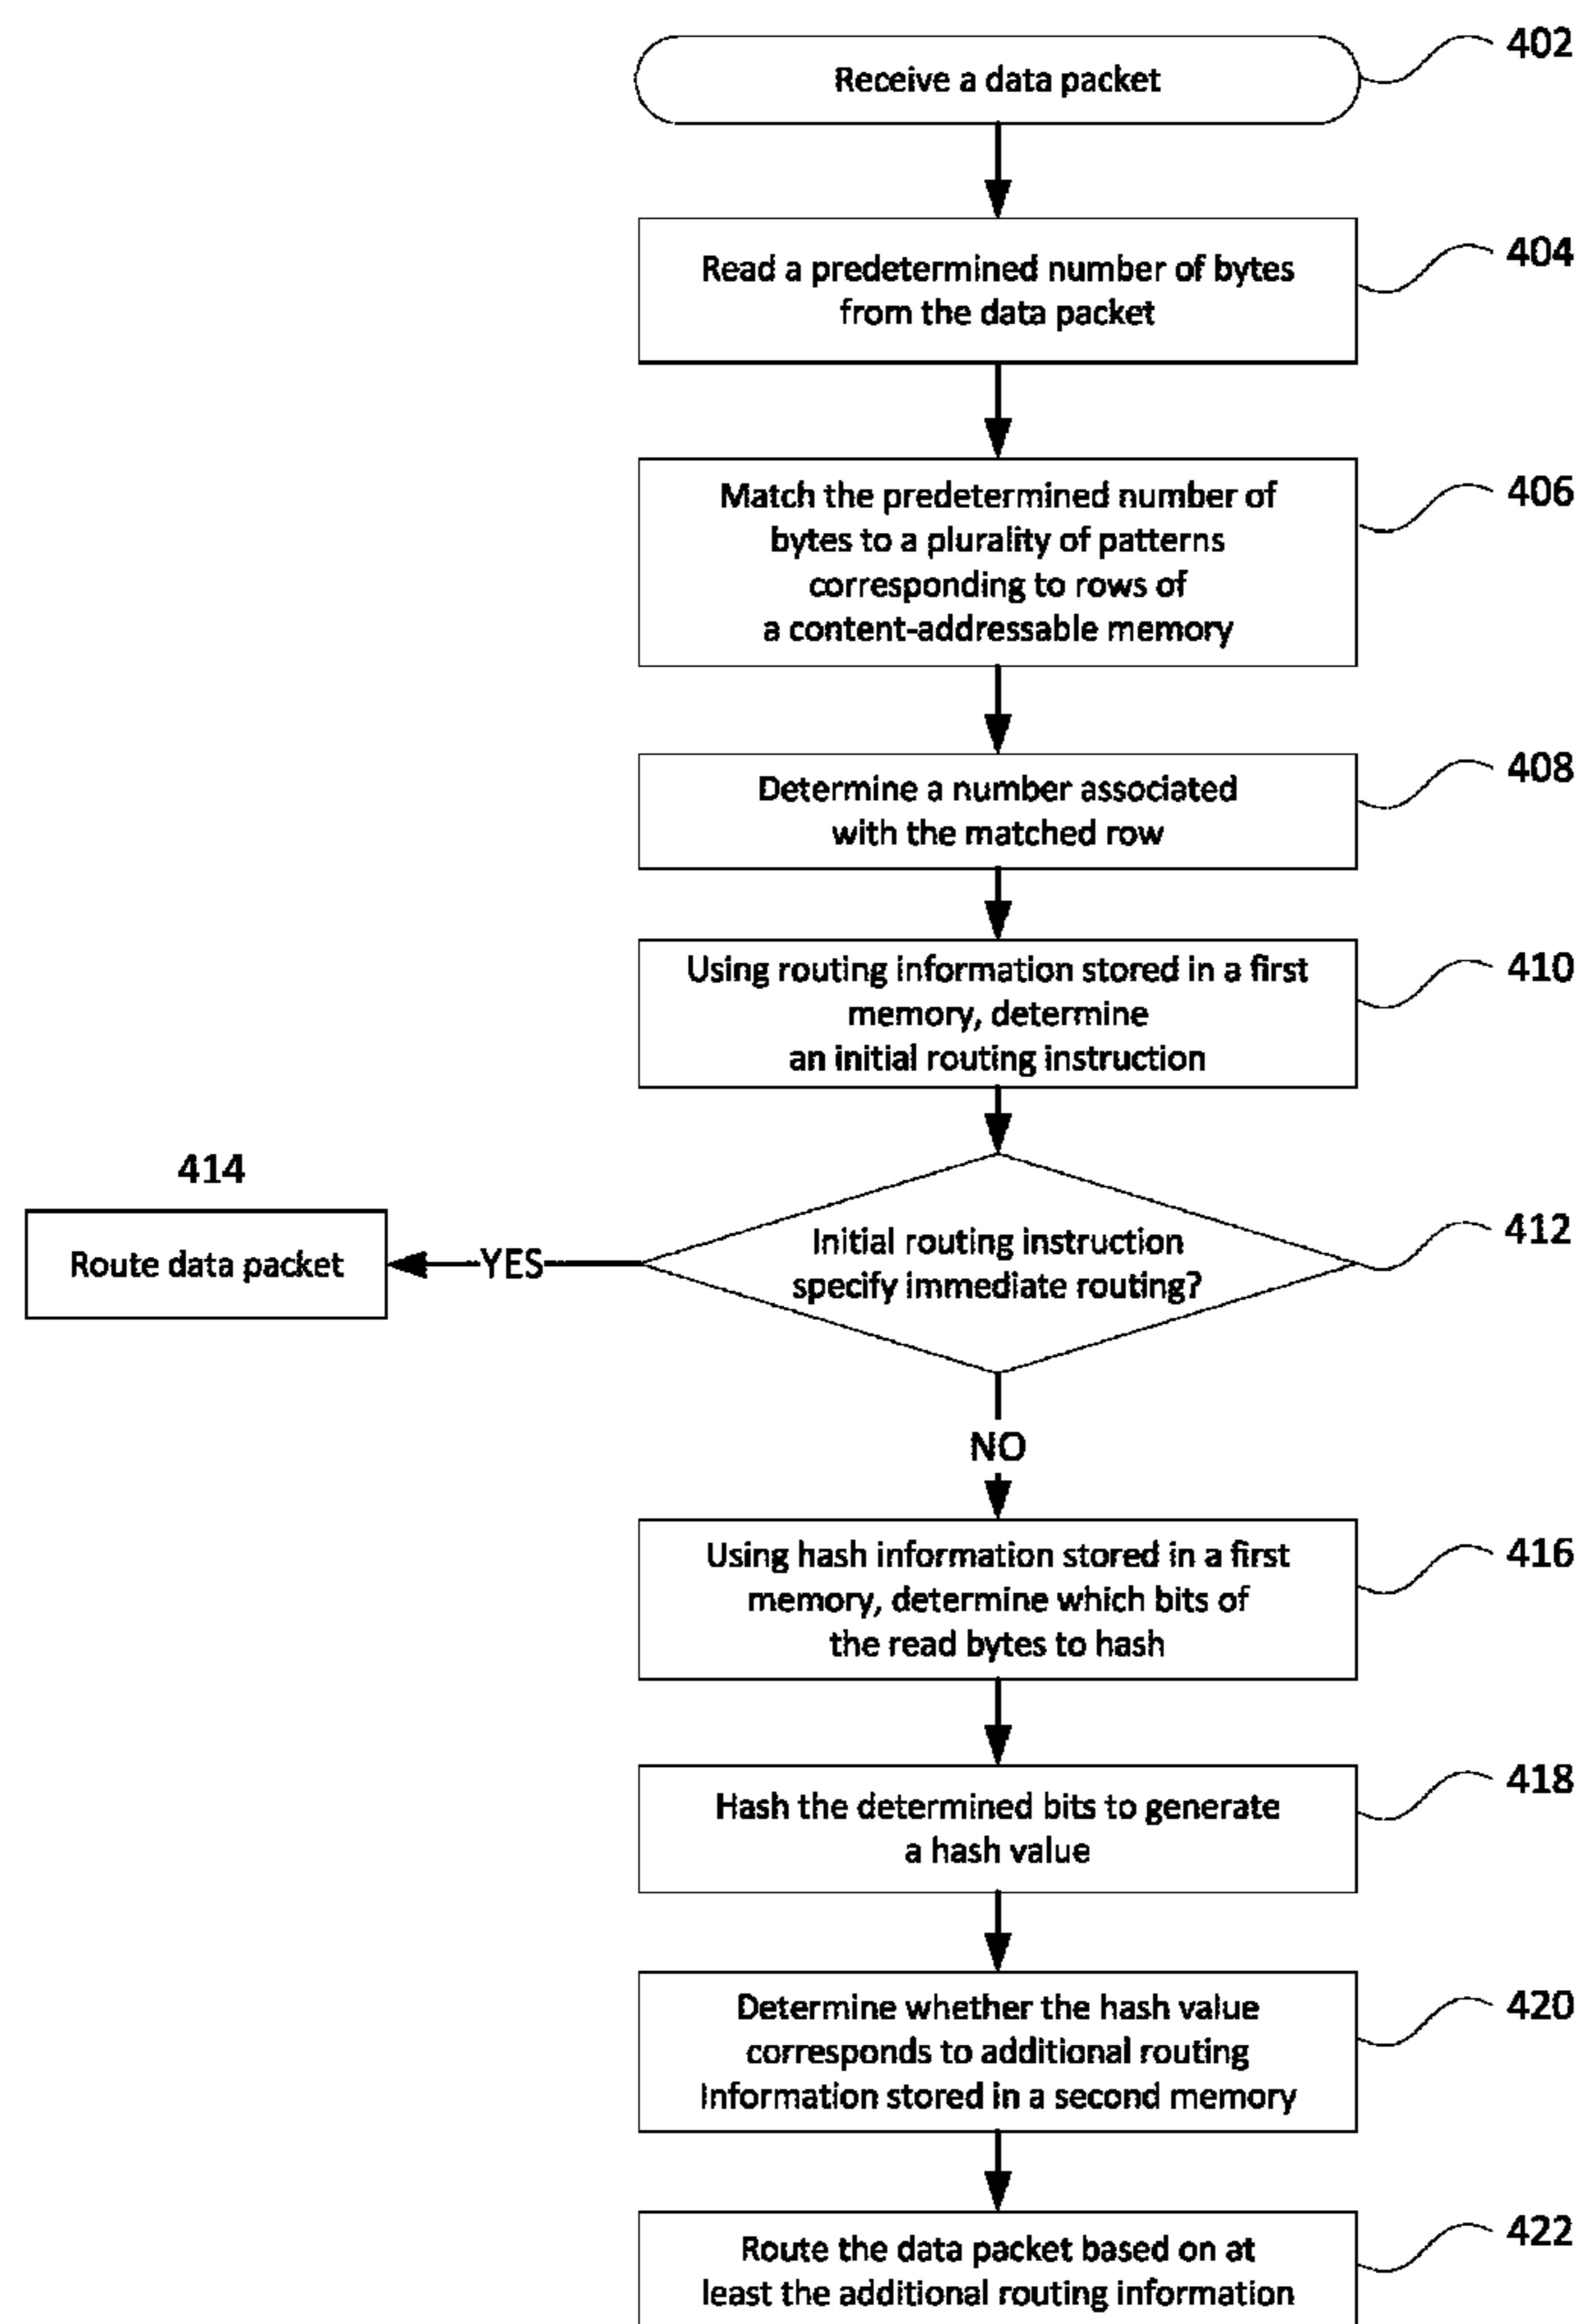 402
Receive a data packet
404
Read a predetermined number of bytes
from the data packet
406
Match the predetermined number of
bytes to a plurality of patterns
corresponding to rows of
a content-addressable memory
408
Determine a number associated
with the matched row
410
Using routing information stored in a first
memory, determine
an initial routing instruction
412
Initial routing instruction
specify immediate routing?
YES
414
Route data packet
NO
416
Using hash information stored in a first
memory, determine which bits of
the read bytes to hash
418
Hash the determined bits to generate
a hash value
420
Determine whether the hash value
corresponds to additional routing
Information stored in a second memory
422
Route the data packet based on at
least the additional routing information